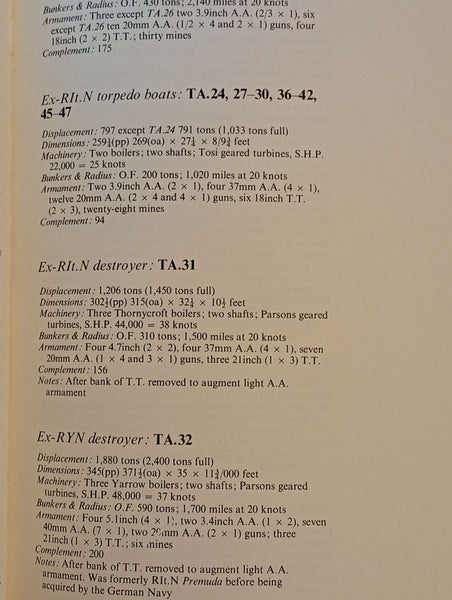 Bunkers & Radius: O.F. 430 tons; 2,140 miles at 20 knots
Armament: Three except TA.26 two 3.9inch A.A. (2/3 × 1), six
except TA.26 ten 20mm A.A. (1/2 × 4 and 2 × 1) guns, four
18inch (2 × 2) T.T.; thirty mines
Complement: 175
Ex-RIt.N torpedo boats: TA.24, 27–30, 36–42,
45–47
Displacement: 797 except TA.24 791 tons (1,033 tons full)
Dimensions: 259¼(pp) 269(oa) × 27¼ × 8/9¾ feet
Machinery: Two boilers; two shafts; Tosi geared turbines, S.H.P.
22,000 = 25 knots
Bunkers & Radius: O.F. 200 tons; 1,020 miles at 20 knots
Armament: Two 3.9inch A.A. (2 × 1), four 37mm A.A. (4 × 1),
twelve 20mm A.A. (2 × 4 and 4 × 1) guns, six 18inch T.T.
(2 × 3), twenty-eight mines
Complement: 94
Ex-RIt.N destroyer: TA.31
Displacement: 1,206 tons (1,450 tons full)
Dimensions: 302½(pp) 315(oa) × 32¼ × 10½ feet
Machinery: Three Thornycroft boilers; two shafts; Parsons geared
turbines, S.H.P. 44,000 = 38 knots
Bunkers & Radius: O.F. 310 tons; 1,500 miles at 20 knots
Armament: Four 4.7inch (2 × 2), four 37mm A.A. (4 × 1), seven
20mm A.A. (1 × 4 and 3 × 1) guns, three 21inch (1 × 3) T.T.
Complement: 156
Notes: After bank of T.T. removed to augment light A.A.
armament
Ex-RYN destroyer: TA.32
Displacement: 1,880 tons (2,400 tons full)
Dimensions: 345(pp) 371¼(oa) × 35 × 11¾/000 feet
Machinery: Three Yarrow boilers; two shafts; Parsons geared
turbines, S.H.P. 48,000 = 37 knots
Bunkers & Radius: O.F. 590 tons; 1,700 miles at 20 knots
Armament: Four 5.1inch (4 × 1), two 3.4inch A.A. (1 × 2), seven
40mm A.A. (7 × 1), two 20mm A.A. (2 × 1) guns; three
21inch (1 × 3) T.T.; six mines
Complement: 200
Notes: After bank of T.T. removed to augment light A.A.
armament. Was formerly RIt.N Premuda before being
acquired by the German Navy